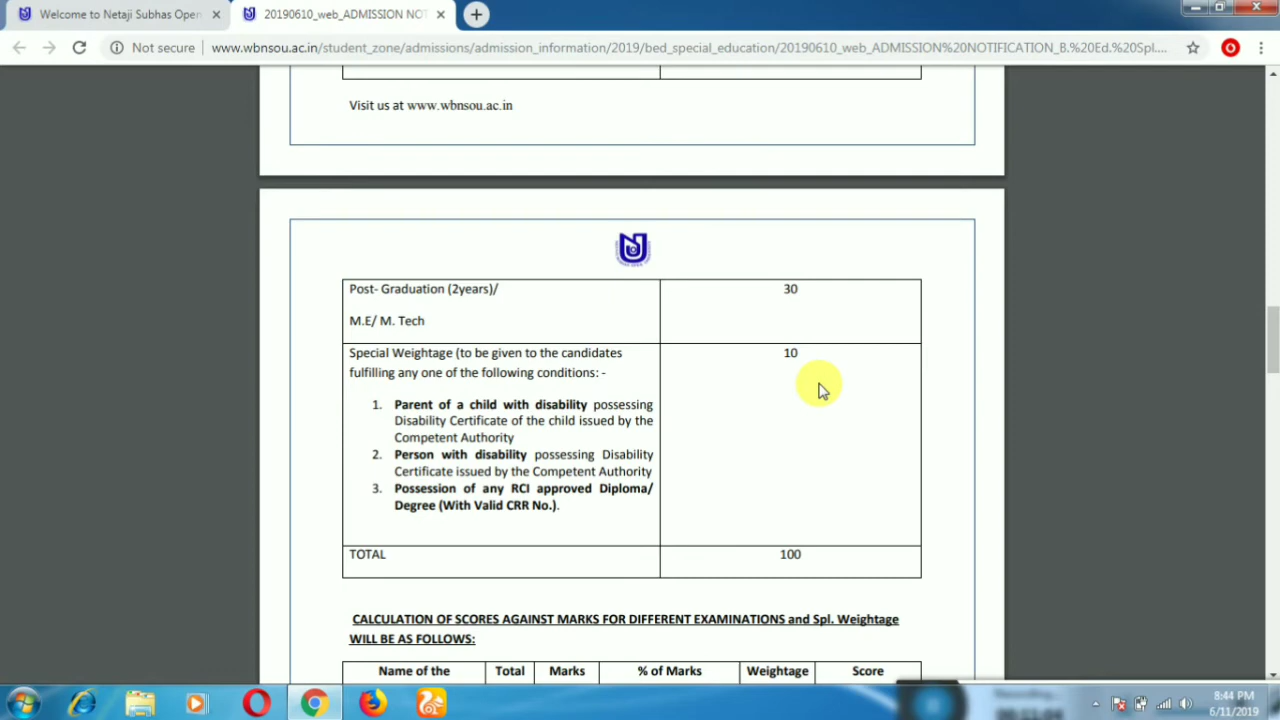 Welcome to Netaji Subhas Open
20190610_web_ADMISSION NOT
Not secure
www.wbnsou.ac.in/student_zone/admissions/admission_information/2019/bed_special_education/20190610_web_ADMISSION%20NOTIFICATION_B.%20Ed.%20Spl....
Visit us at www.wbnsou.ac.in
Post- Graduation (2years)/ 30
M.E/ M. Tech
Special Weightage (to be given to the candidates 10
fulfilling any one of the following conditions: -
1. Parent of a child with disability possessing
Disability Certificate of the child issued by the
Competent Authority
2. Person with disability possessing Disability
Certificate issued by the Competent Authority
3. Possession of any RCI approved Diploma/
Degree (With Valid CRR No.).
TOTAL 100
CALCULATION OF SCORES AGAINST MARKS FOR DIFFERENT EXAMINATIONS and Spl. Weightage
WILL BE AS FOLLOWS:
Name of the Total Marks % of Marks Weightage Score
8:44 PM
6/11/2019